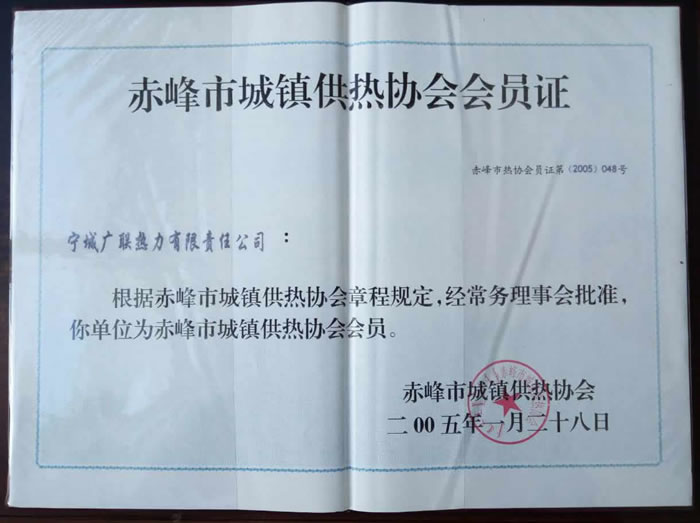 赤峰市城镇供热协会会员证
赤峰市热协会员证第（2005）048号
宁城广联热力有限责任公司：
根据赤峰市城镇供热协会章程规定，经常务理事会批准，
你单位为赤峰市城镇供热协会会员。
赤峰市城镇供热协会
二00五年一月二十八日